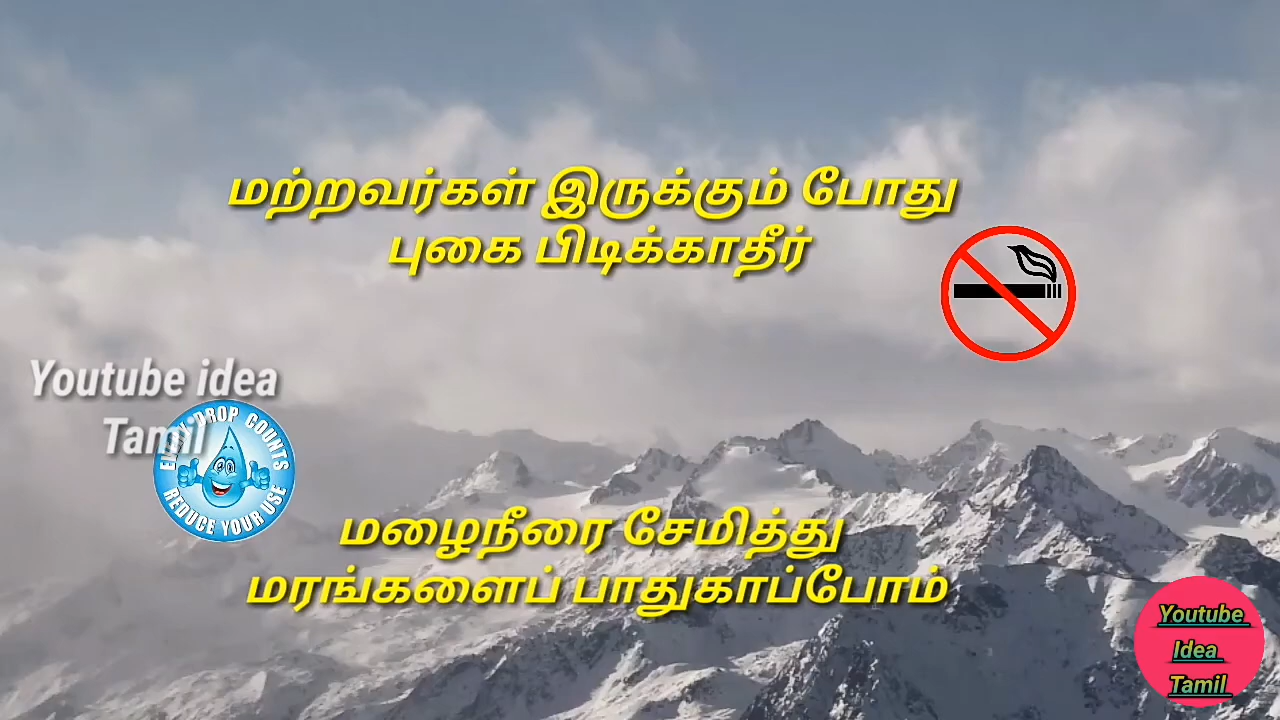 மற்றவர்கள் இருக்கும் போது
புகை பிடிக்காதீர்
Youtube idea
Tamil
EVERY DROP COUNTS
REDUCE YOUR USE
மழைநீரை சேமித்து
மரங்களைப் பாதுகாப்போம்
Youtube
Idea
Tamil